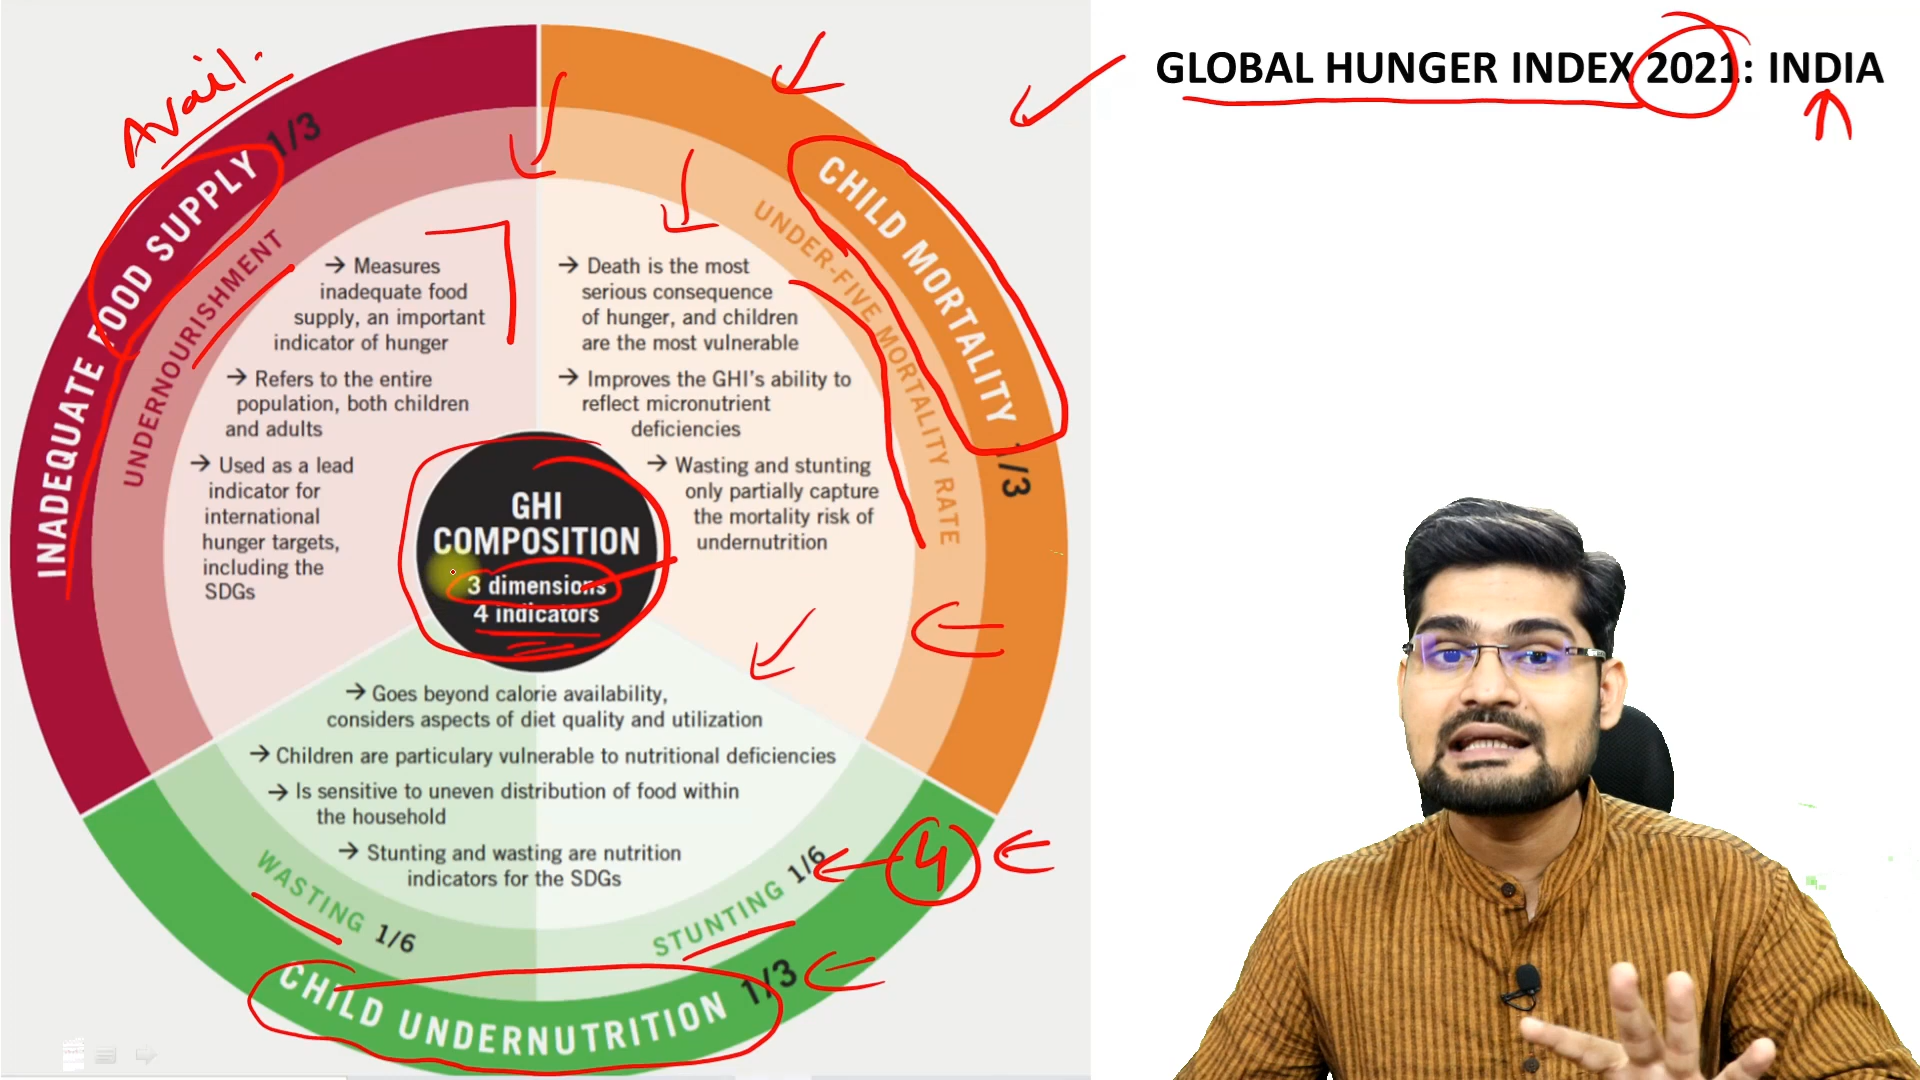 GLOBAL HUNGER INDEX 2021: INDIA
Avail.
INADEQUATE FOOD SUPPLY 1/3
UNDERNOURISHMENT
→ Measures
inadequate food
supply, an important
indicator of hunger
→ Refers to the entire
population, both children
and adults
→ Used as a lead
indicator for
international
hunger targets,
including the
SDGs
CHILD MORTALITY 1/3
UNDER-FIVE MORTALITY RATE
→ Death is the most
serious consequence
of hunger, and children
are the most vulnerable
→ Improves the GHI's ability to
reflect micronutrient
deficiencies
→ Wasting and stunting
only partially capture
the mortality risk of
undernutrition
GHI
COMPOSITION
3 dimensions
4 indicators
→ Goes beyond calorie availability,
considers aspects of diet quality and utilization
→ Children are particulary vulnerable to nutritional deficiencies
→ Is sensitive to uneven distribution of food within
the household
→ Stunting and wasting are nutrition
indicators for the SDGs
WASTING 1/6
STUNTING 1/6
4
CHILD UNDERNUTRITION 1/3